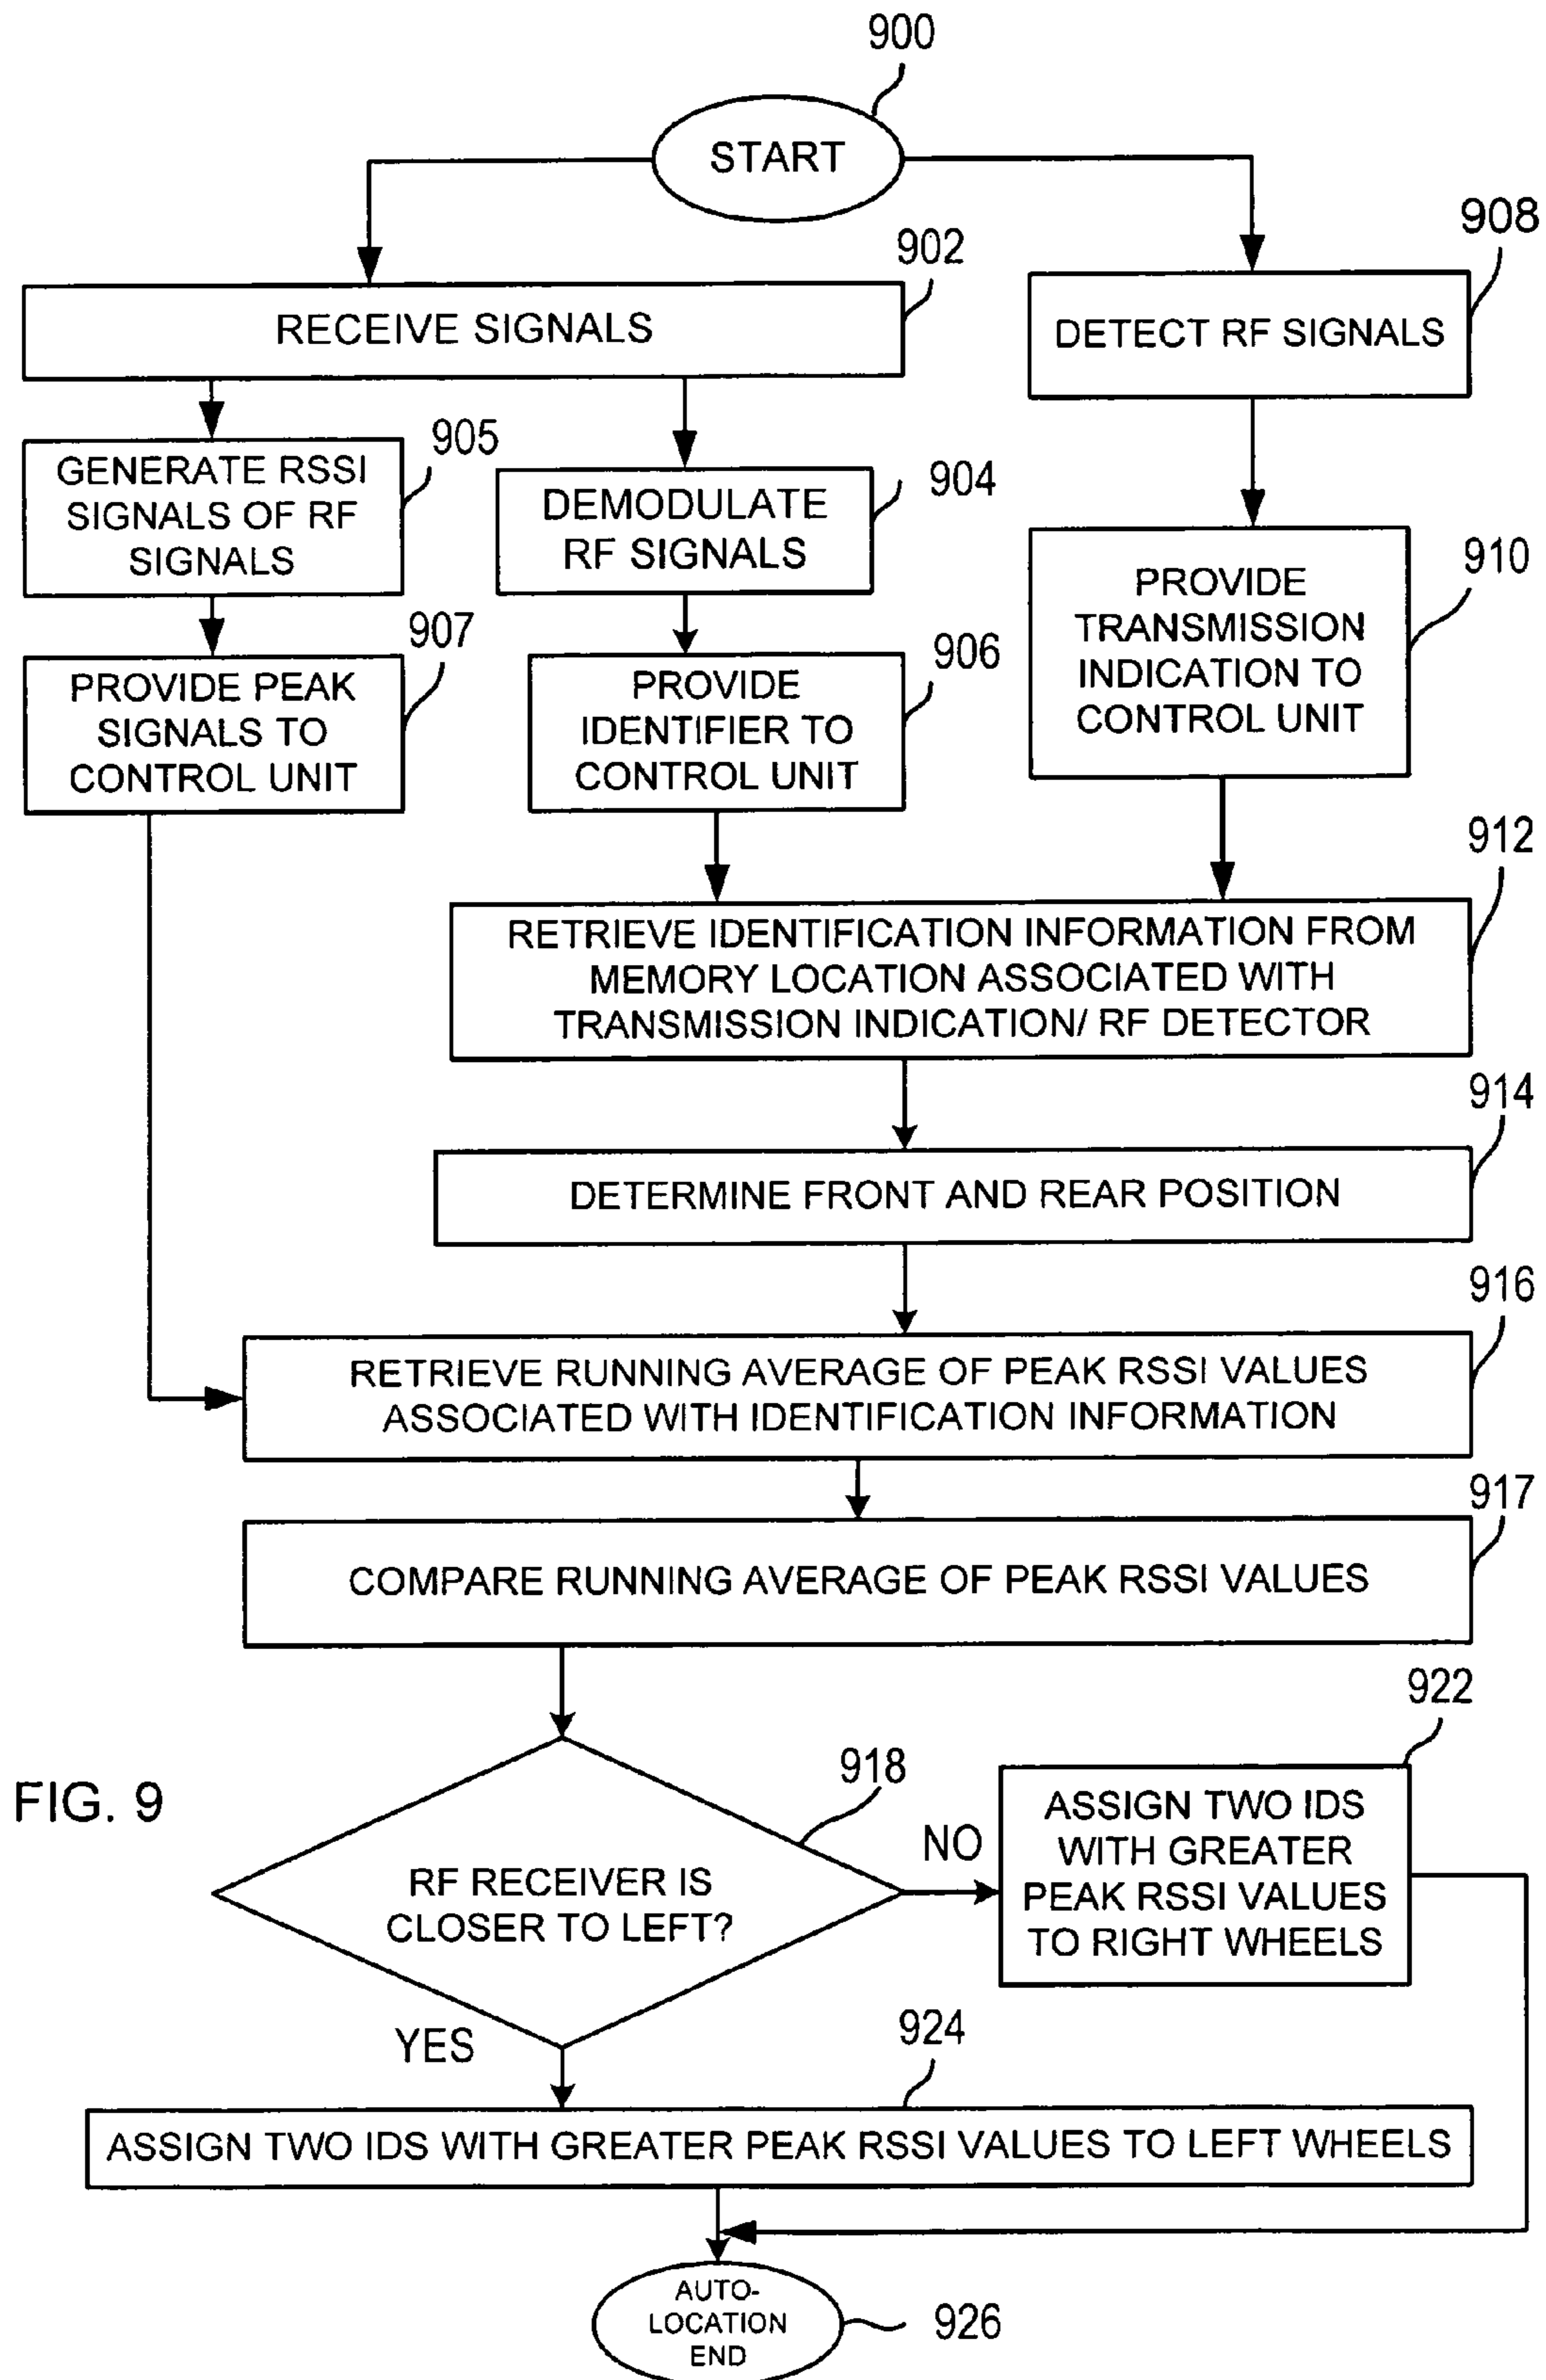 900
START
902
908
RECEIVE SIGNALS
DETECT RF SIGNALS
905
GENERATE RSSI
SIGNALS OF RF
SIGNALS
904
DEMODULATE
RF SIGNALS
910
PROVIDE
TRANSMISSION
INDICATION TO
CONTROL UNIT
907
PROVIDE PEAK
SIGNALS TO
CONTROL UNIT
906
PROVIDE
IDENTIFIER TO
CONTROL UNIT
912
RETRIEVE IDENTIFICATION INFORMATION FROM
MEMORY LOCATION ASSOCIATED WITH
TRANSMISSION INDICATION/ RF DETECTOR
914
DETERMINE FRONT AND REAR POSITION
916
RETRIEVE RUNNING AVERAGE OF PEAK RSSI VALUES
ASSOCIATED WITH IDENTIFICATION INFORMATION
917
COMPARE RUNNING AVERAGE OF PEAK RSSI VALUES
922
918
FIG. 9
RF RECEIVER IS
CLOSER TO LEFT?
NO
ASSIGN TWO IDS
WITH GREATER
PEAK RSSI VALUES
TO RIGHT WHEELS
YES
924
ASSIGN TWO IDS WITH GREATER PEAK RSSI VALUES TO LEFT WHEELS
AUTO-
LOCATION
END
926